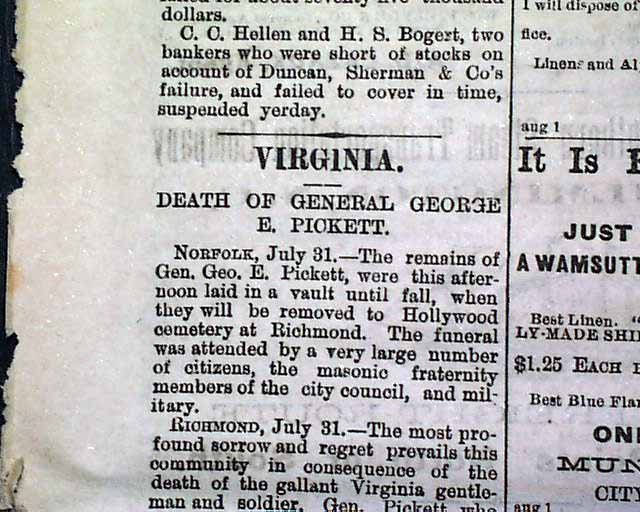 dollars.
C. C. Hellen and H. S. Bogert, two
bankers who were short of stocks on
account of Duncan, Sherman & Co's
failure, and failed to cover in time,
suspended yerday.
VIRGINIA.
DEATH OF GENERAL GEORGE
E. PICKETT.
NORFOLK, July 31.—The remains of
Gen. Geo. E. Pickett, were this after-
noon laid in a vault until fall, when
they will be removed to Hollywood
cemetery at Richmond. The funeral
was attended by a very large number
of citizens, the masonic fraternity
members of the city council, and mil-
itary.
RICHMOND, July 31.—The most pro-
found sorrow and regret prevails this
community in consequence of the
death of the gallant Virginia gentle-
man and soldier, Gen. Pickett who
I will dispose of
fice.
Linens and Al
aug 1
It Is
JUST
A WAMSUTT
Best Linen.
LY-MADE SHI
$1.25 EACH
Best Blue Fla
ON
MUN
CITY
aug 1